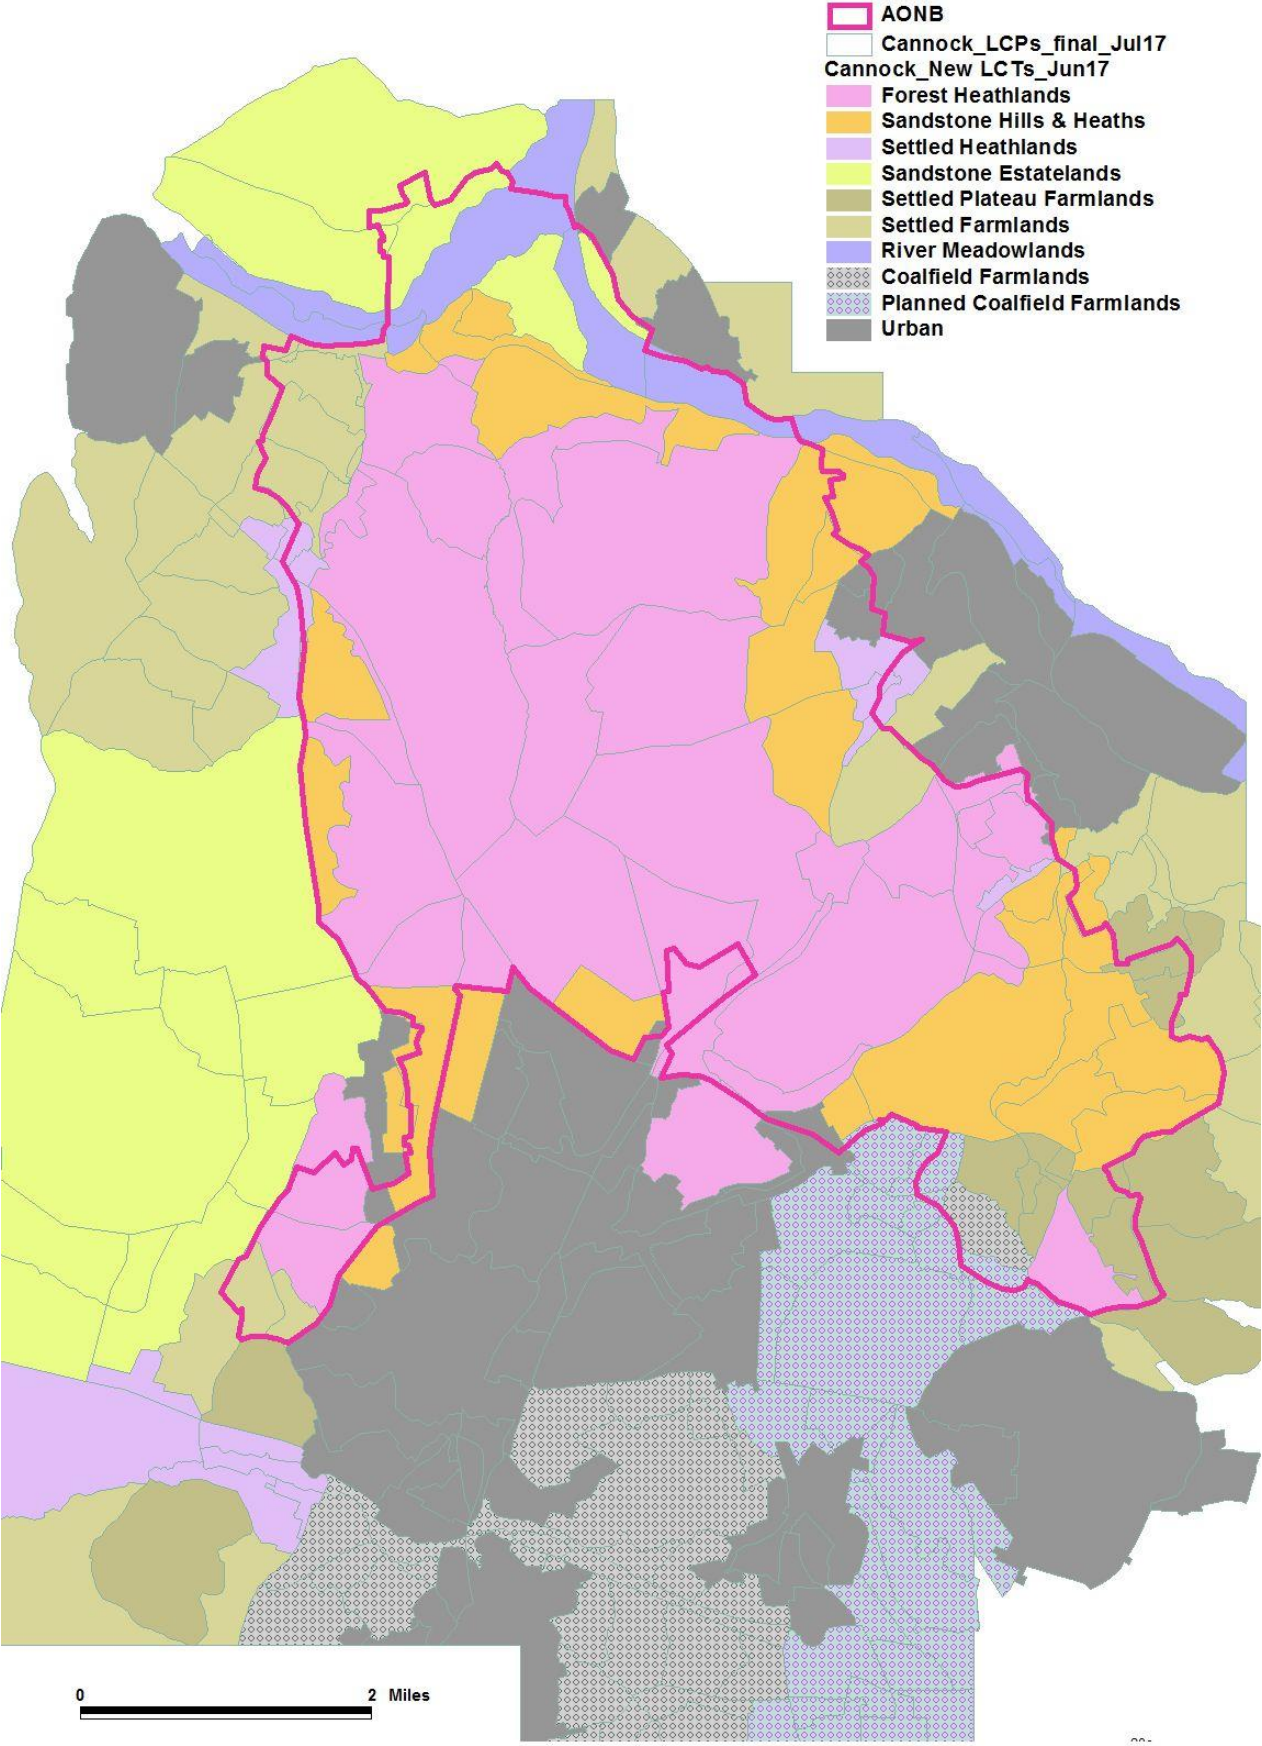 AONB
Cannock_LCPs_final_Jul17
Cannock_New LCTs_Jun17
Forest Heathlands
Sandstone Hills & Heaths
Settled Heathlands
Sandstone Estatelands
Settled Plateau Farmlands
Settled Farmlands
River Meadowlands
Coalfield Farmlands
Planned Coalfield Farmlands
Urban
0 2 Miles